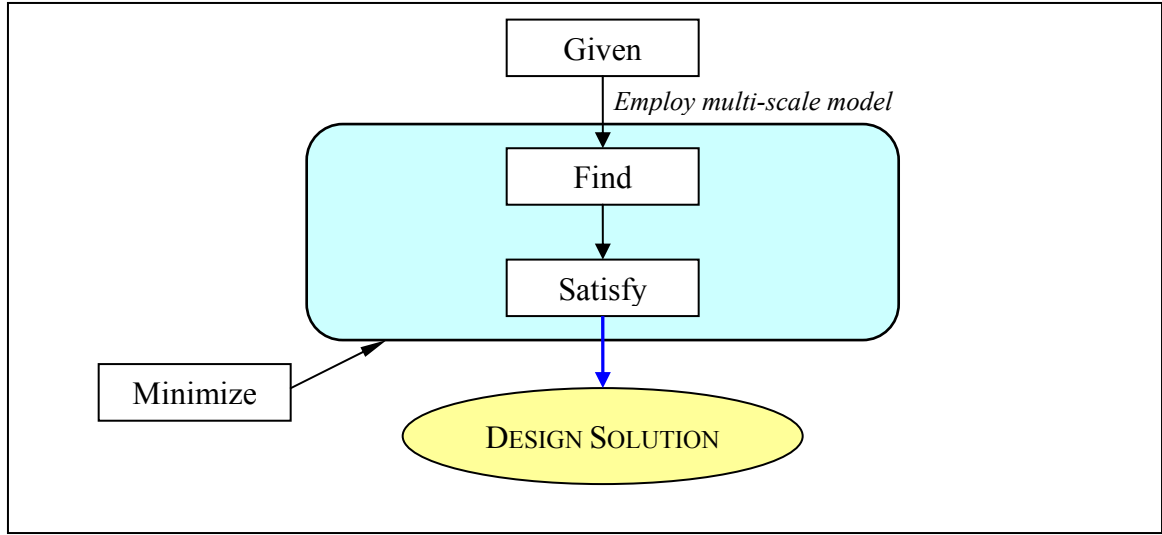 Given
Employ multi-scale model
Find
Satisfy
Minimize
DESIGN SOLUTION